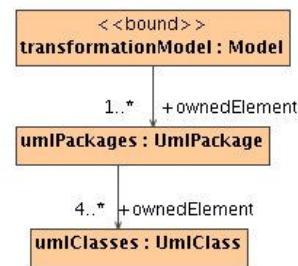 <<bound>>
transformationModel : Model
1..* +ownedElement
umlPackages : UmlPackage
4..* +ownedElement
umlClasses : UmlClass